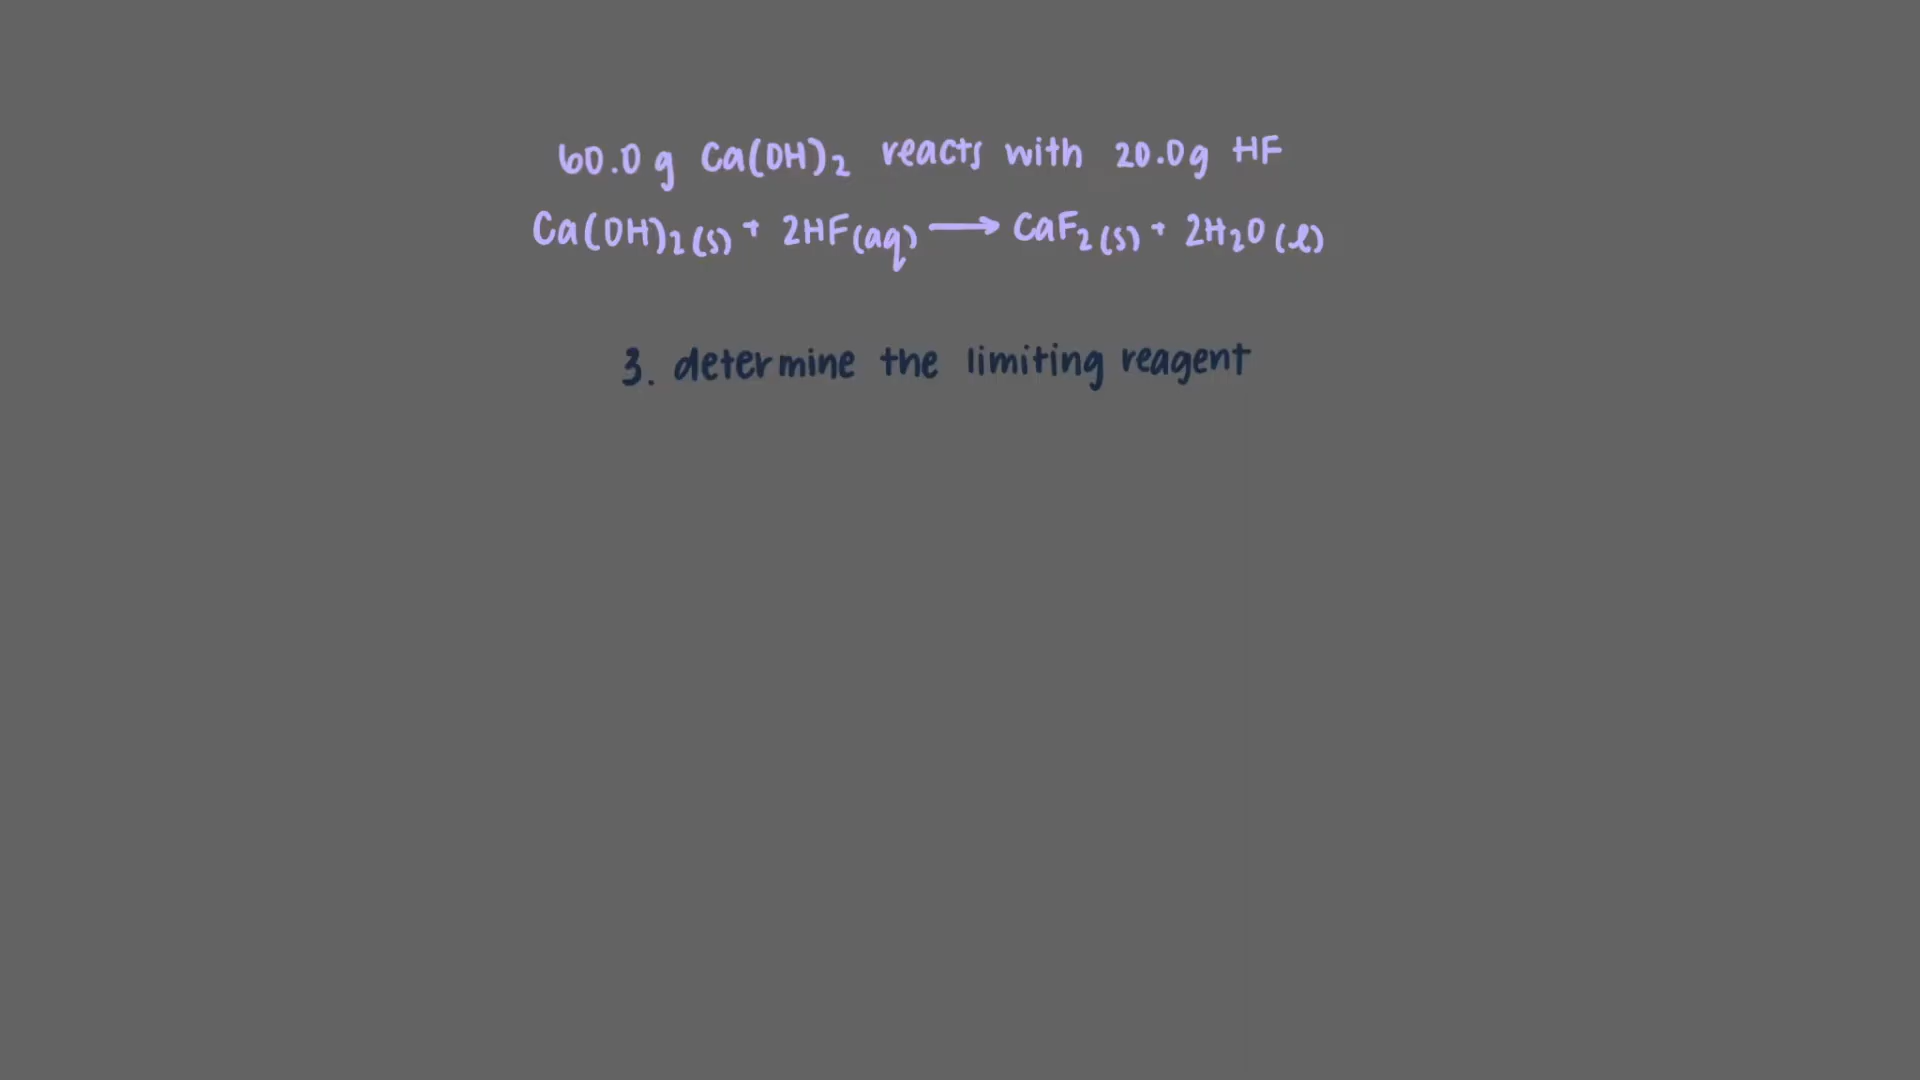 60.0 g Ca(OH)₂ reacts with 20.0g HF
Ca(OH)₂(s) + 2HF(aq) ⟶ CaF₂(s) + 2H₂O(l)
3. determine the limiting reagent